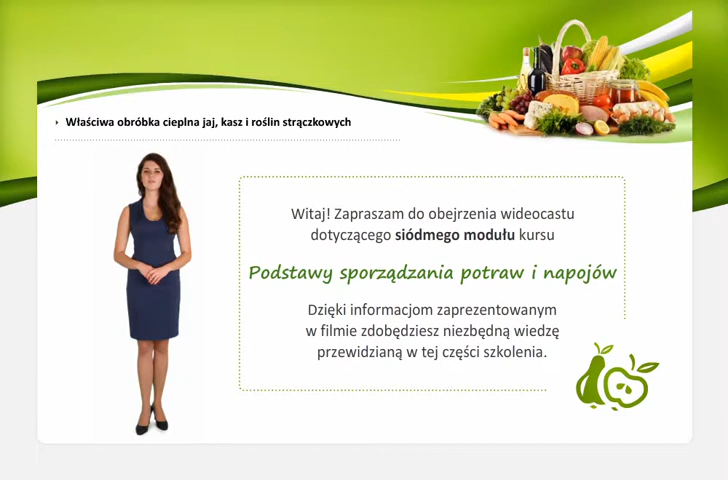 Właściwa obróbka cieplna jaj, kasz i roślin strączkowych
Witaj! Zapraszam do obejrzenia wideocastu
dotyczącego siódmego modułu kursu
Podstawy sporządzania potraw i napojów
Dzięki informacjom zaprezentowanym
w filmie zdobędziesz niezbędną wiedzę
przewidzianą w tej części szkolenia.